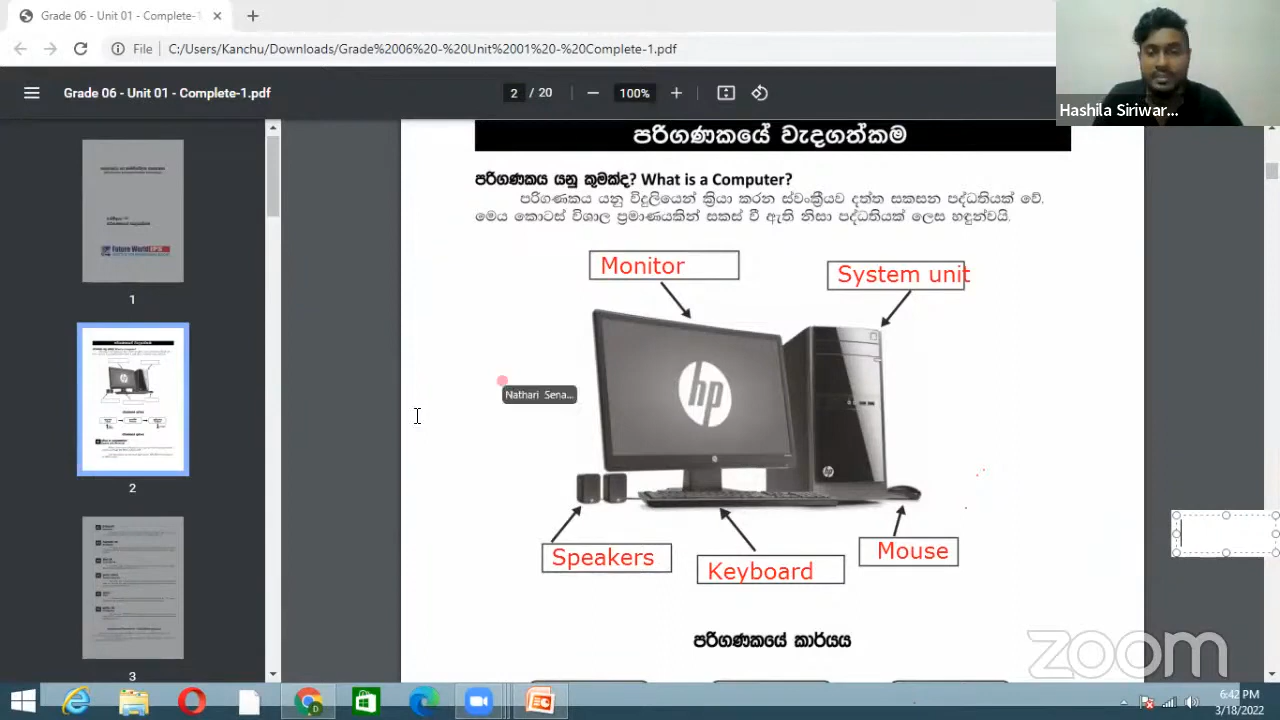 Grade 06 - Unit 01 - Complete-1.
File C:/Users/Kanchu/Downloads/Grade%2006%20-%20Unit%2001%20-%20Complete-1.pdf
Grade 06 - Unit 01 - Complete-1.pdf
2 / 20
100%
Hashila Siriwar...
පරිගණකයේ වැදගත්කම
පරිගණකය යනු කුමක්ද? What is a Computer?
පරිගණකය යනු විදුලියෙන් ක්‍රියා කරන ස්වංක්‍රීයව දත්ත සකසන පද්ධතියක් වේ.
මෙය කොටස් විශාල ප්‍රමාණයකින් සකස් වී ඇති නිසා පද්ධතියක් ලෙස හඳුන්වයි.
Monitor
System unit
hp
Nathari Sena...
Speakers
Keyboard
Mouse
පරිගණකයේ කාර්යය
1
2
3
zoom
6:42 PM
3/18/2022